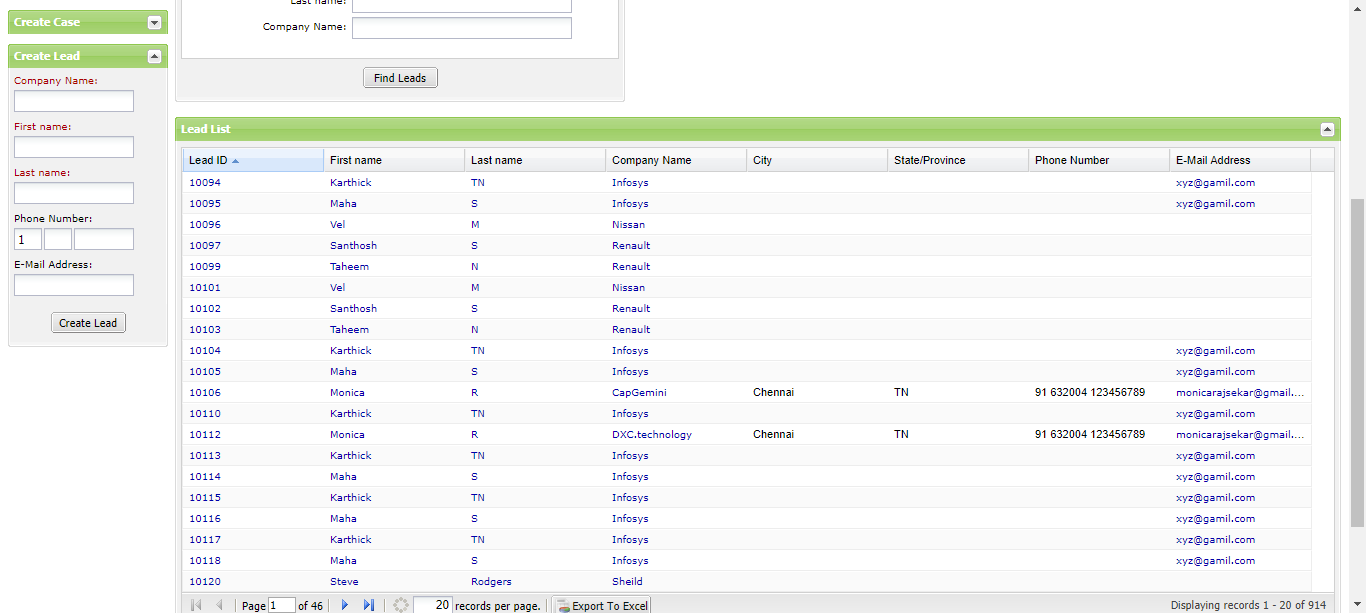 Create Case
Create Lead
Company Name:
First name:
Last name:
Phone Number:
1
E-Mail Address:
Create Lead
Last name:
Company Name:
Find Leads
Lead List
Lead ID First name Last name Company Name City State/Province Phone Number E-Mail Address
10094 Karthick TN Infosys xyz@gamil.com
10095 Maha S Infosys xyz@gamil.com
10096 Vel M Nissan
10097 Santhosh S Renault
10099 Taheem N Renault
10101 Vel M Nissan
10102 Santhosh S Renault
10103 Taheem N Renault
10104 Karthick TN Infosys xyz@gamil.com
10105 Maha S Infosys xyz@gamil.com
10106 Monica R CapGemini Chennai TN 91 632004 123456789 monicarajsekar@gmail....
10110 Karthick TN Infosys xyz@gamil.com
10112 Monica R DXC.technology Chennai TN 91 632004 123456789 monicarajsekar@gmail....
10113 Karthick TN Infosys xyz@gamil.com
10114 Maha S Infosys xyz@gamil.com
10115 Karthick TN Infosys xyz@gamil.com
10116 Maha S Infosys xyz@gamil.com
10117 Karthick TN Infosys xyz@gamil.com
10118 Maha S Infosys xyz@gamil.com
10120 Steve Rodgers Sheild
Page 1 of 46 20 records per page. Export To Excel Displaying records 1 - 20 of 914